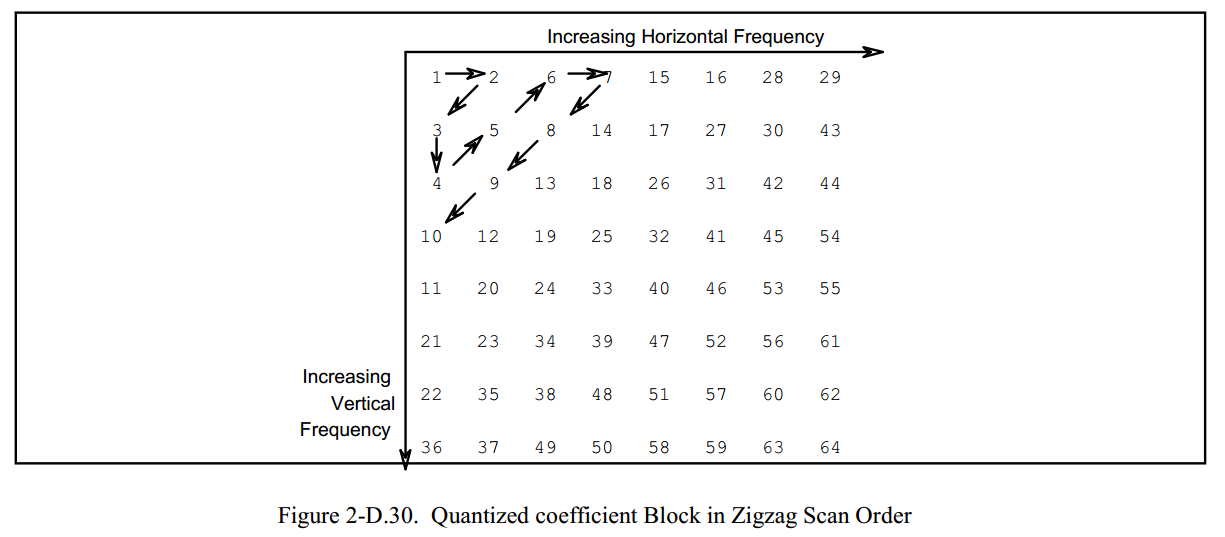 Increasing Horizontal Frequency
1 2 6 7 15 16 28 29
3 5 8 14 17 27 30 43
4 9 13 18 26 31 42 44
10 12 19 25 32 41 45 54
11 20 24 33 40 46 53 55
21 23 34 39 47 52 56 61
Increasing
Vertical
Frequency
22 35 38 48 51 57 60 62
36 37 49 50 58 59 63 64
Figure 2-D.30. Quantized coefficient Block in Zigzag Scan Order